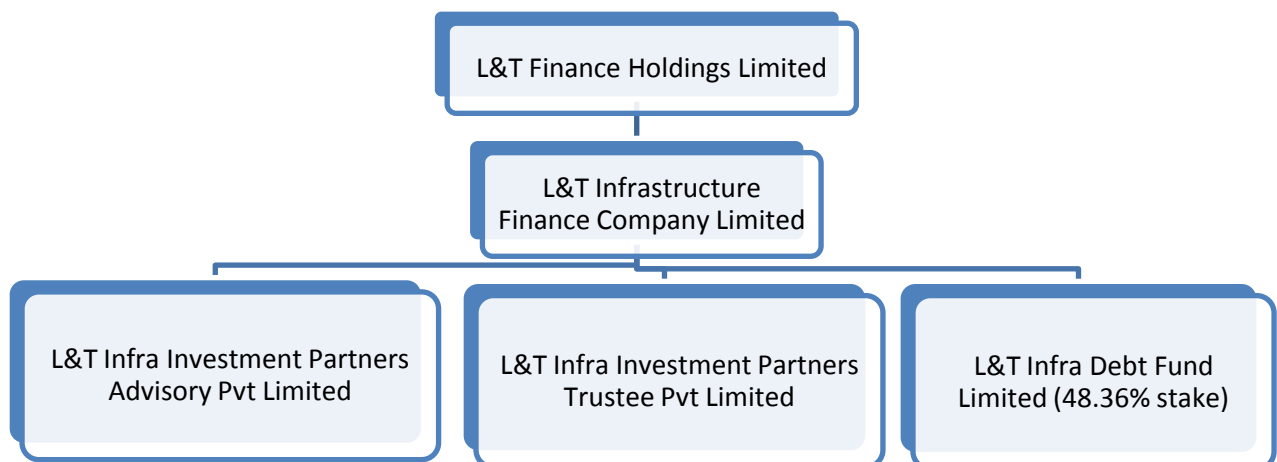 L&T Finance Holdings Limited
L&T Infrastructure
Finance Company Limited
L&T Infra Investment Partners
Advisory Pvt Limited
L&T Infra Investment Partners
Trustee Pvt Limited
L&T Infra Debt Fund
Limited (48.36% stake)